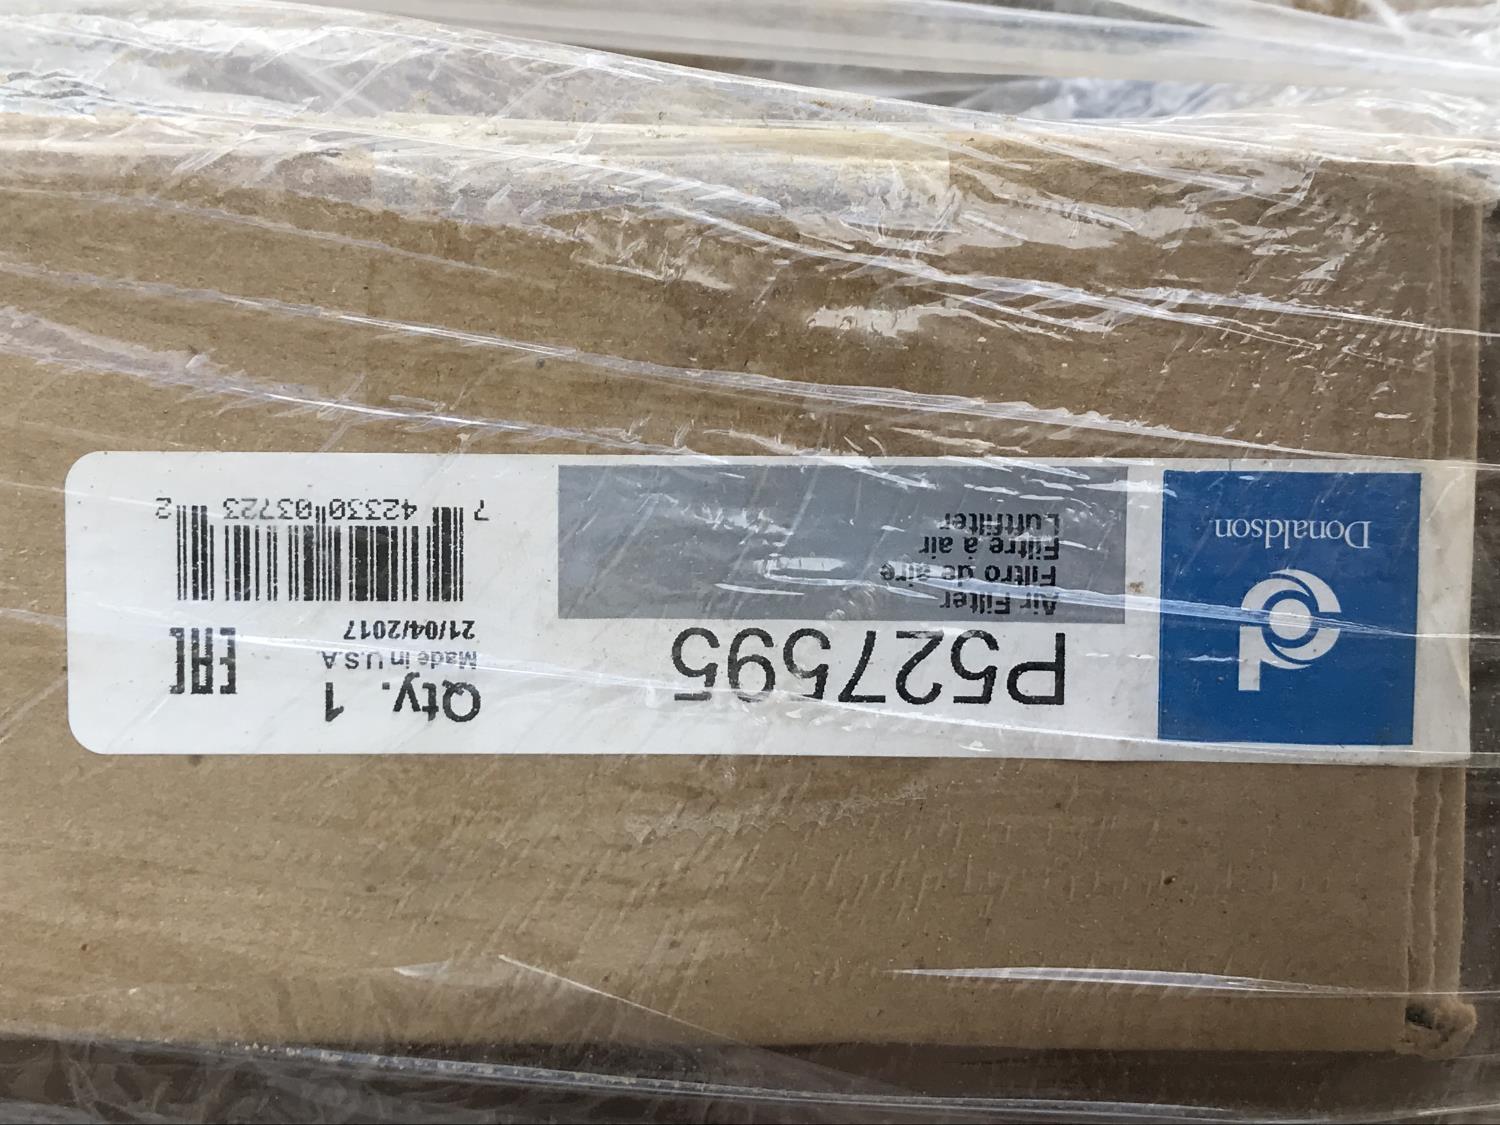 Donaldson
P527595
Air Filter
Filtro de aire
Filtre à air
Luftfilter
Qty. 1
Made in U.S.A.
21/04/2017
EAC
7 42330 03723 2